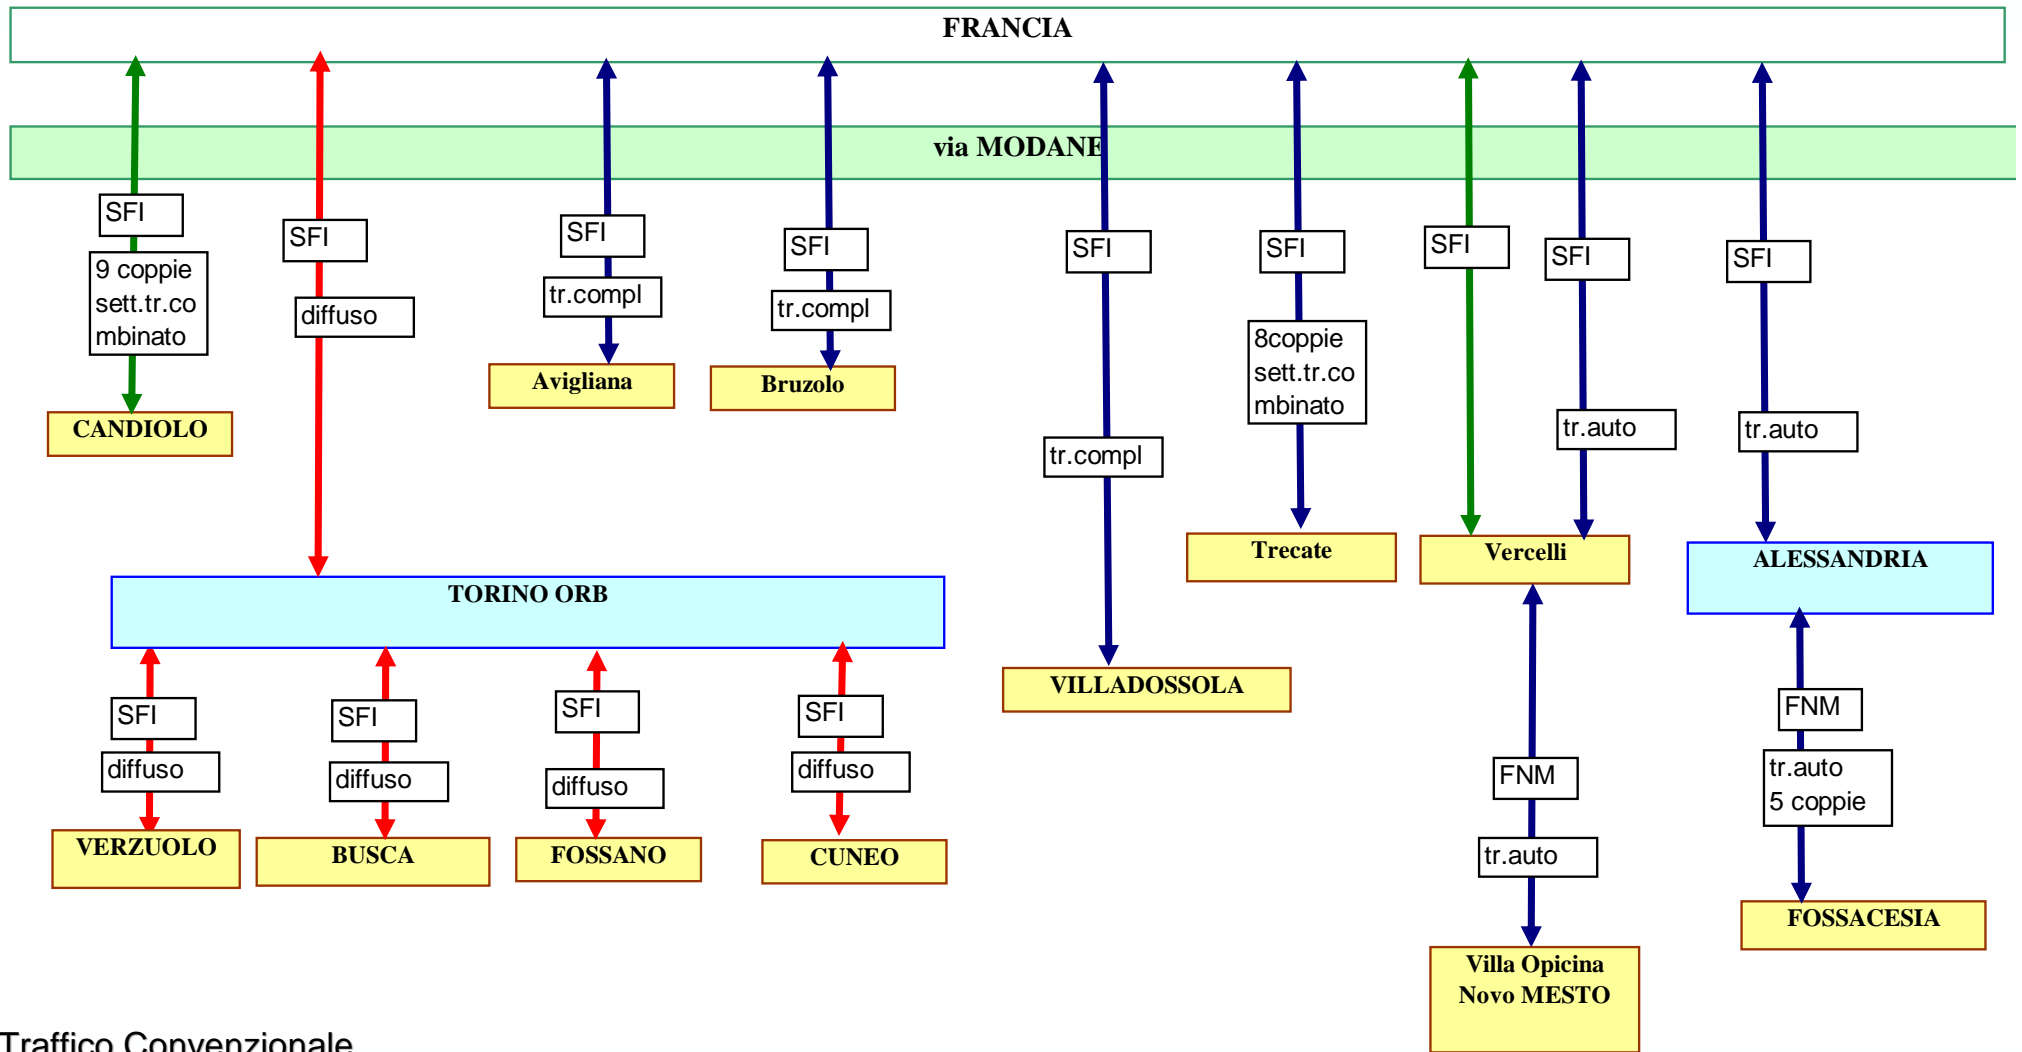 FRANCIA
via MODANE
SFI
9 coppie
sett.tr.co
mbinato
CANDIOLO
SFI
diffuso
SFI
tr.compl
Avigliana
SFI
tr.compl
Bruzolo
SFI
tr.compl
VILLADOSSOLA
SFI
8coppie
sett.tr.co
mbinato
Trecate
SFI
SFI
tr.auto
Vercelli
SFI
tr.auto
ALESSANDRIA
TORINO ORB
SFI
diffuso
VERZUOLO
SFI
diffuso
BUSCA
SFI
diffuso
FOSSANO
SFI
diffuso
CUNEO
FNM
tr.auto
Villa Opicina
Novo MESTO
FNM
tr.auto
5 coppie
FOSSACESIA
Traffico Convenzionale